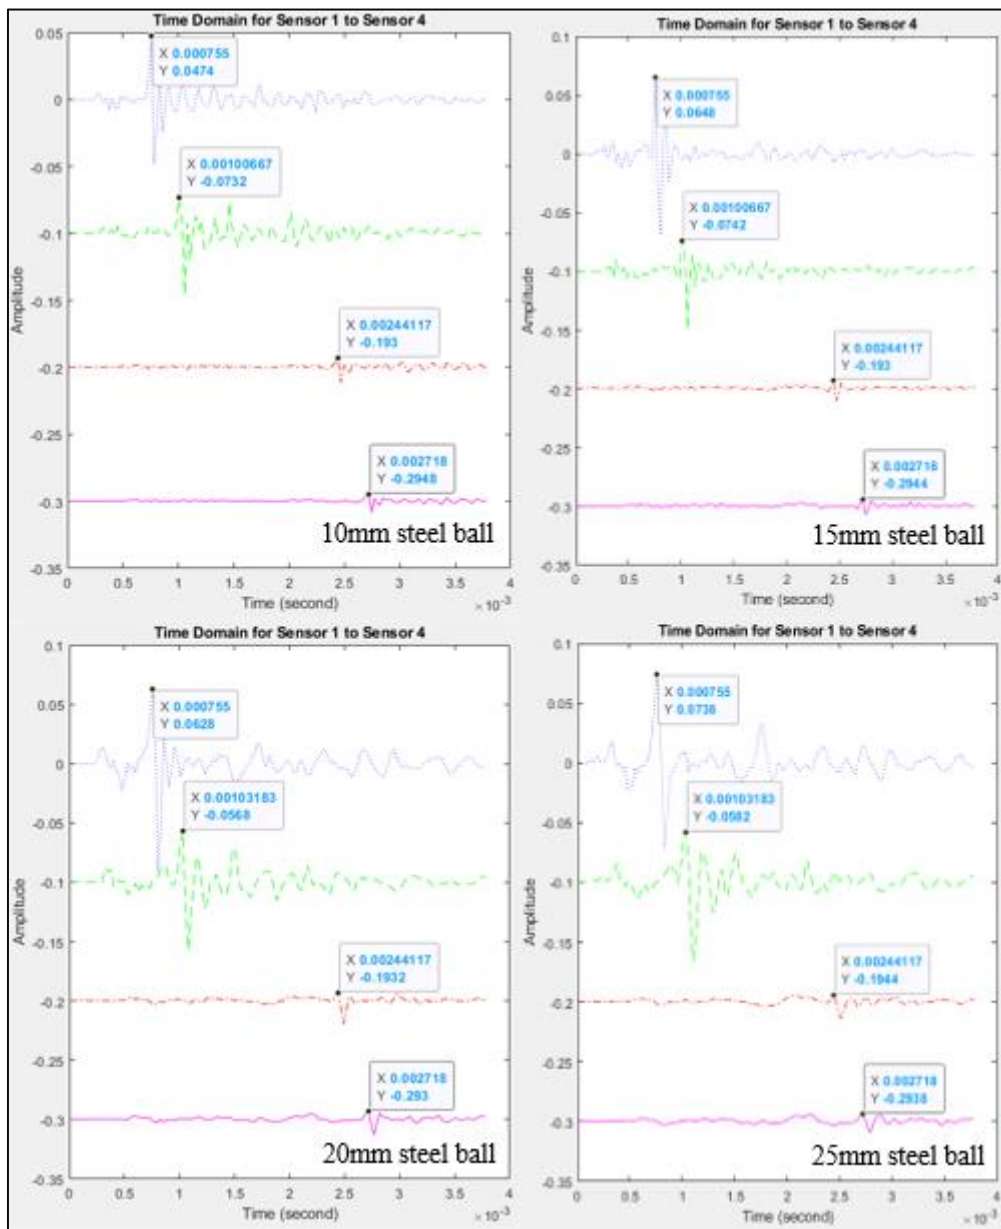 Time Domain for Sensor 1 to Sensor 4
0.05
0
-0.05
-0.1
-0.15
-0.2
-0.25
-0.3
-0.35
Amplitude
X 0.000755
Y 0.0474
X 0.00100667
Y -0.0732
X 0.00244117
Y -0.193
X 0.002718
Y -0.2948
10mm steel ball
0 0.5 1 1.5 2 2.5 3 3.5 4
Time (second)
×10⁻³
Time Domain for Sensor 1 to Sensor 4
0.1
0.05
0
-0.05
-0.1
-0.15
-0.2
-0.25
-0.3
-0.35
Amplitude
X 0.000755
Y 0.0648
X 0.00100667
Y -0.0742
X 0.00244117
Y -0.193
X 0.002718
Y -0.2944
15mm steel ball
0 0.5 1 1.5 2 2.5 3 3.5 4
Time (second)
×10⁻³
Time Domain for Sensor 1 to Sensor 4
0.1
0.05
0
-0.05
-0.1
-0.15
-0.2
-0.25
-0.3
-0.35
Amplitude
X 0.000755
Y 0.0628
X 0.00103183
Y -0.0568
X 0.00244117
Y -0.1932
X 0.002718
Y -0.293
20mm steel ball
0 0.5 1 1.5 2 2.5 3 3.5 4
Time (second)
×10⁻³
Time Domain for Sensor 1 to Sensor 4
0.1
0.05
0
-0.05
-0.1
-0.15
-0.2
-0.25
-0.3
-0.35
Amplitude
X 0.000755
Y 0.0736
X 0.00103183
Y -0.0582
X 0.00244117
Y -0.1944
X 0.002718
Y -0.2938
25mm steel ball
0 0.5 1 1.5 2 2.5 3 3.5 4
Time (second)
×10⁻³